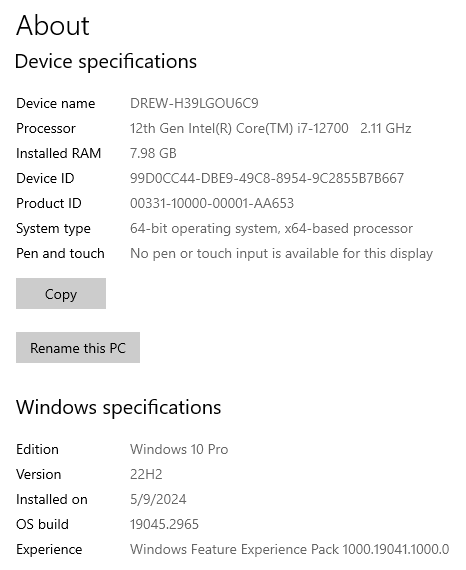 About
Device specifications
Device name DREW-H39LGOU6C9
Processor 12th Gen Intel(R) Core(TM) i7-12700 2.11 GHz
Installed RAM 7.98 GB
Device ID 99D0CC44-DBE9-49C8-8954-9C2855B7B667
Product ID 00331-10000-00001-AA653
System type 64-bit operating system, x64-based processor
Pen and touch No pen or touch input is available for this display
Copy
Rename this PC
Windows specifications
Edition Windows 10 Pro
Version 22H2
Installed on 5/9/2024
OS build 19045.2965
Experience Windows Feature Experience Pack 1000.19041.1000.0